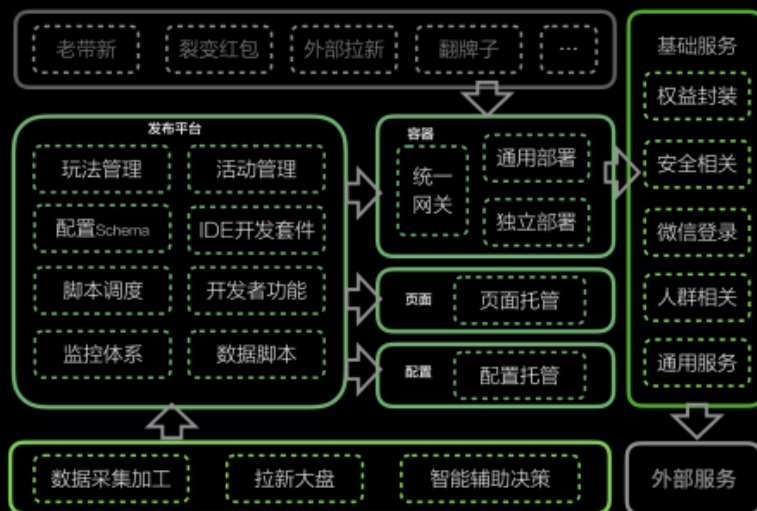 老带新
裂变红包
外部拉新
翻牌子
...
发布平台
玩法管理
活动管理
配置Schema
IDE开发套件
脚本调度
开发者功能
监控体系
数据脚本
容器
统一
网关
通用部署
独立部署
页面
页面托管
配置
配置托管
基础服务
权益封装
安全相关
微信登录
人群相关
通用服务
数据采集加工
拉新大盘
智能辅助决策
外部服务